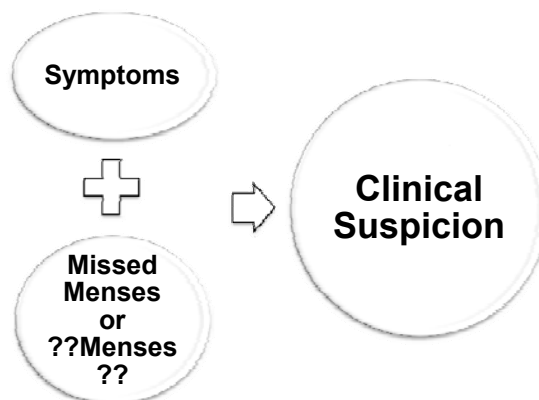 Symptoms
Missed
Menses
or
??Menses
??
Clinical
Suspicion